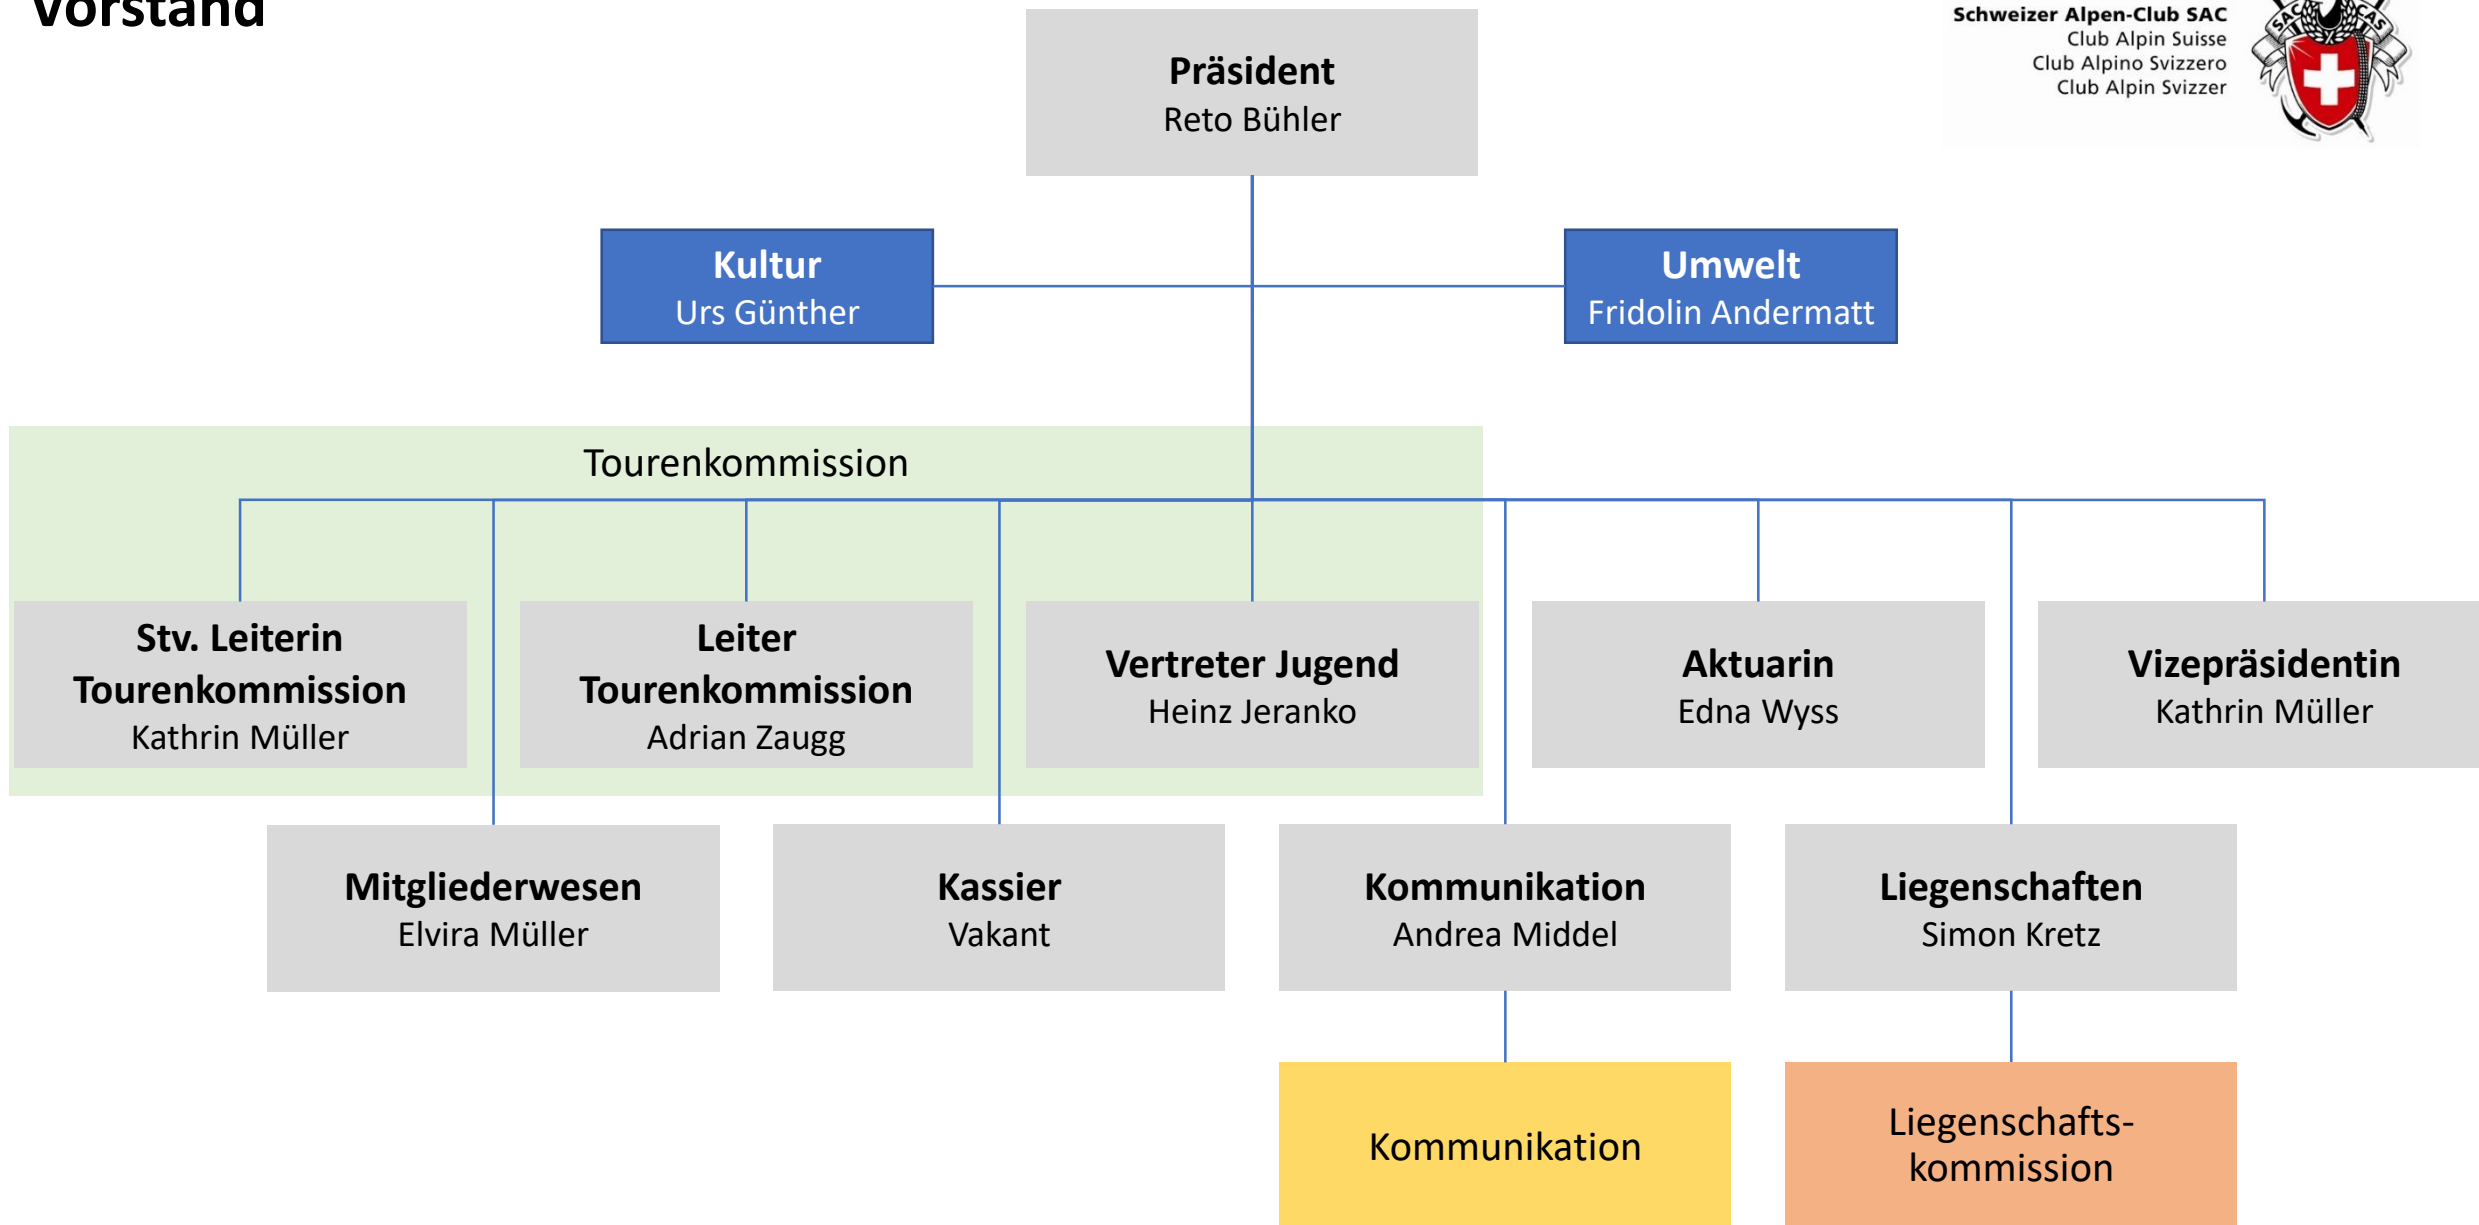 Vorstand
Schweizer Alpen-Club SAC
Club Alpin Suisse
Club Alpino Svizzero
Club Alpin Svizzer
SAC
CAS
Präsident
Reto Bühler
Kultur
Urs Günther
Umwelt
Fridolin Andermatt
Tourenkommission
Stv. Leiterin
Tourenkommission
Kathrin Müller
Leiter
Tourenkommission
Adrian Zaugg
Vertreter Jugend
Heinz Jeranko
Aktuarin
Edna Wyss
Vizepräsidentin
Kathrin Müller
Mitgliederwesen
Elvira Müller
Kassier
Vakant
Kommunikation
Andrea Middel
Liegenschaften
Simon Kretz
Kommunikation
Liegenschafts-
kommission